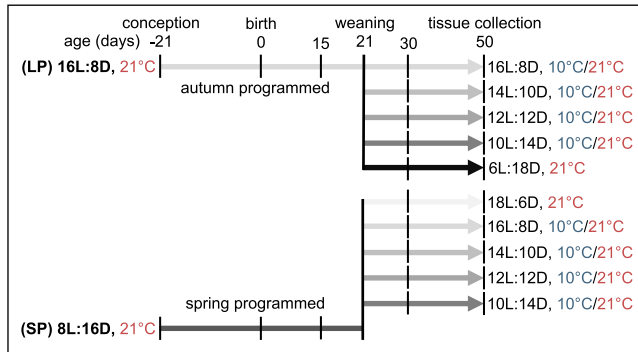 conception birth weaning tissue collection
age (days) -21 0 15 21 30 50
(LP) 16L:8D, 21°C 16L:8D, 10°C/21°C
autumn programmed 14L:10D, 10°C/21°C
12L:12D, 10°C/21°C
10L:14D, 10°C/21°C
6L:18D, 21°C
18L:6D, 21°C
16L:8D, 10°C/21°C
14L:10D, 10°C/21°C
12L:12D, 10°C/21°C
spring programmed 10L:14D, 10°C/21°C
(SP) 8L:16D, 21°C